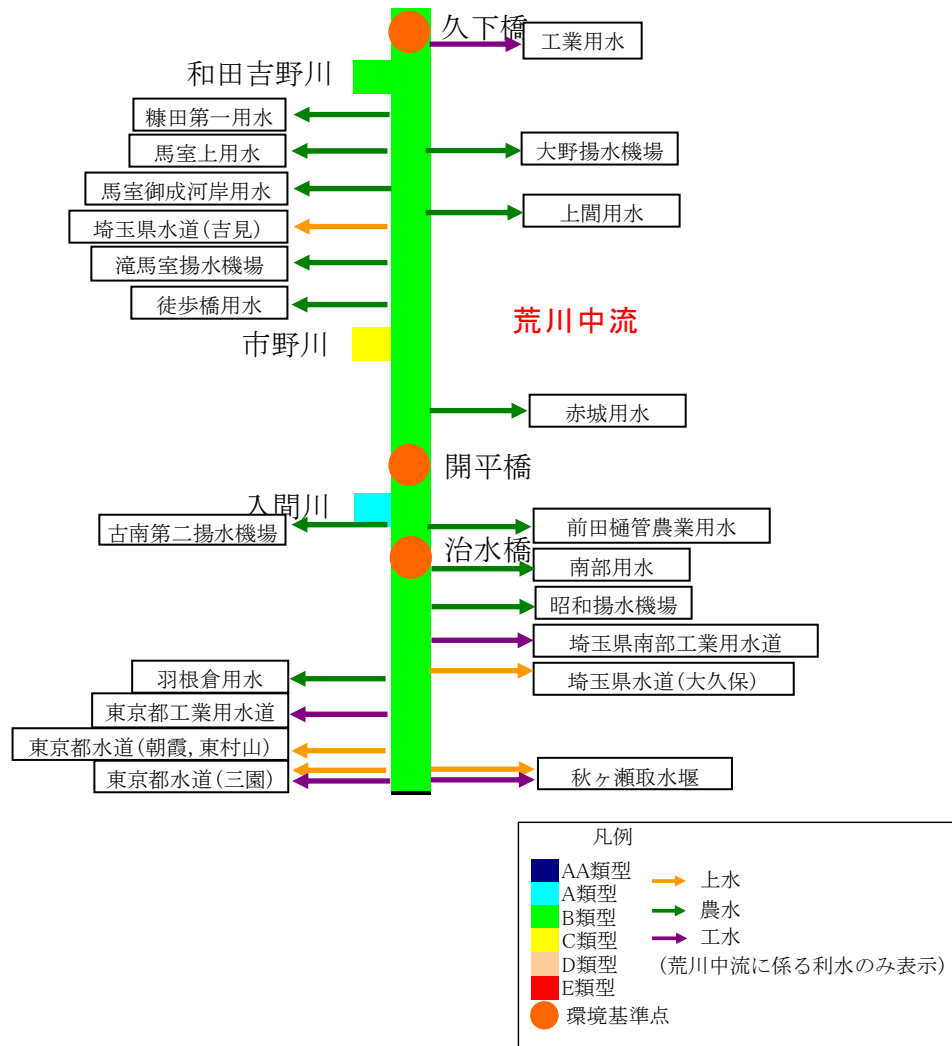 久下橋
工業用水
和田吉野川
糠田第一用水
馬室上用水
大野揚水機場
馬室御成河岸用水
上閭用水
埼玉県水道(吉見)
滝馬室揚水機場
徒歩橋用水
荒川中流
市野川
赤城用水
開平橋
入間川
古南第二揚水機場
前田樋管農業用水
治水橋
南部用水
昭和揚水機場
埼玉県南部工業用水道
羽根倉用水
埼玉県水道(大久保)
東京都工業用水道
東京都水道(朝霞, 東村山)
東京都水道(三園)
秋ヶ瀬取水堰
凡例
AA類型
A類型
B類型
C類型
D類型
E類型
環境基準点
上水
農水
工水
(荒川中流に係る利水のみ表示)